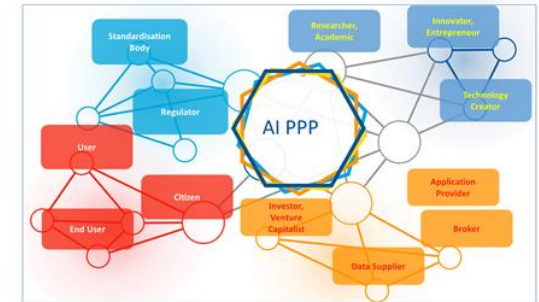 Standardisation
Body
Researcher,
Academic
Innovator,
Entrepreneur
Technology
Creator
Regulator
AI PPP
User
Citizen
End User
Investor,
Venture
Capitalist
Application
Provider
Broker
Data Supplier